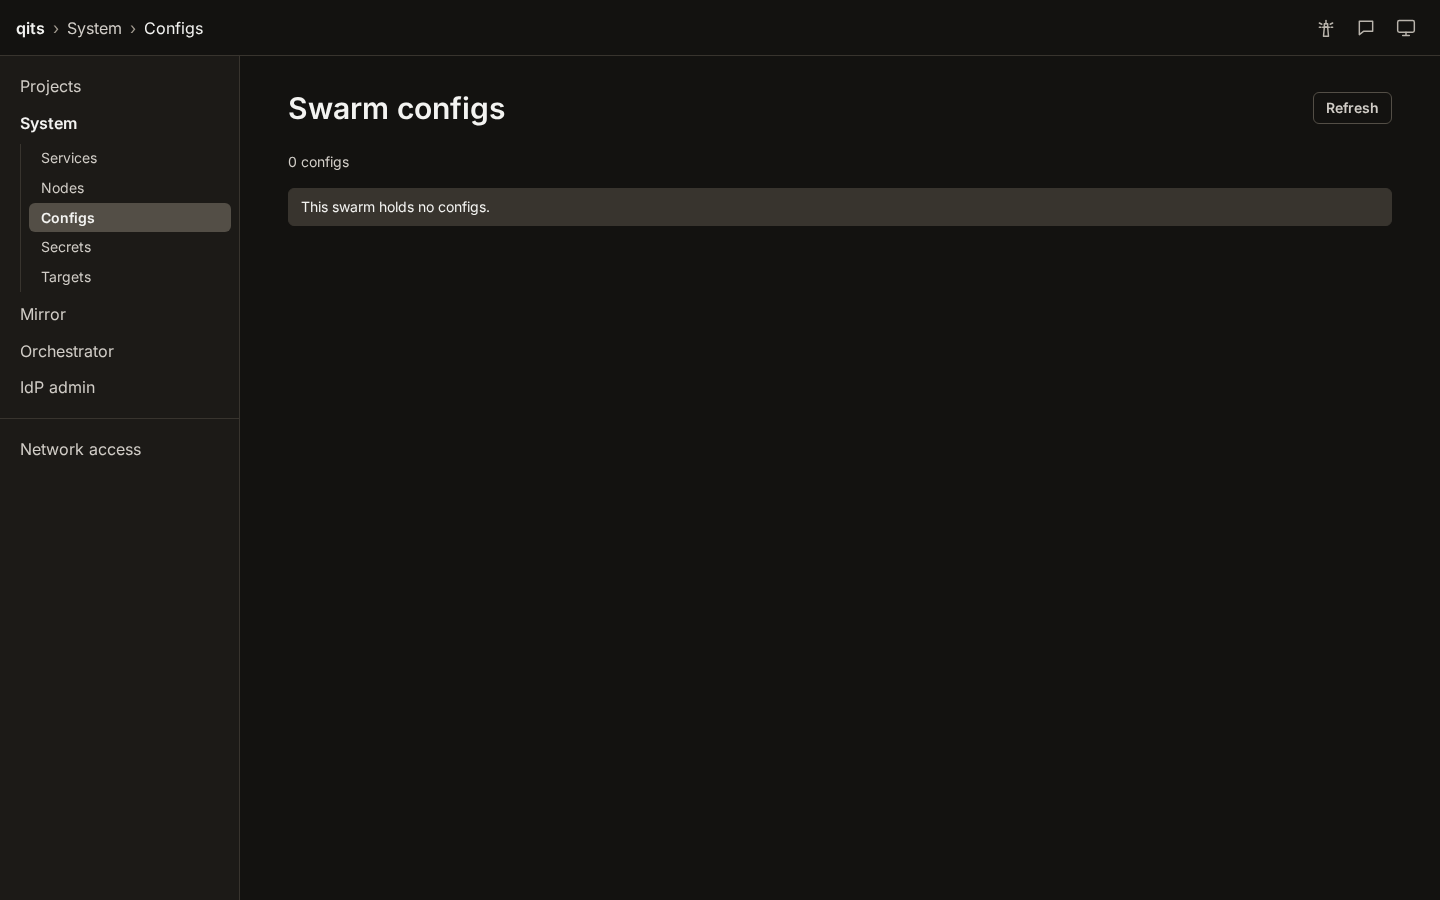 qits › System › Configs
Projects
System
Services
Nodes
Configs
Secrets
Targets
Mirror
Orchestrator
IdP admin
Network access
Swarm configs
Refresh
0 configs
This swarm holds no configs.